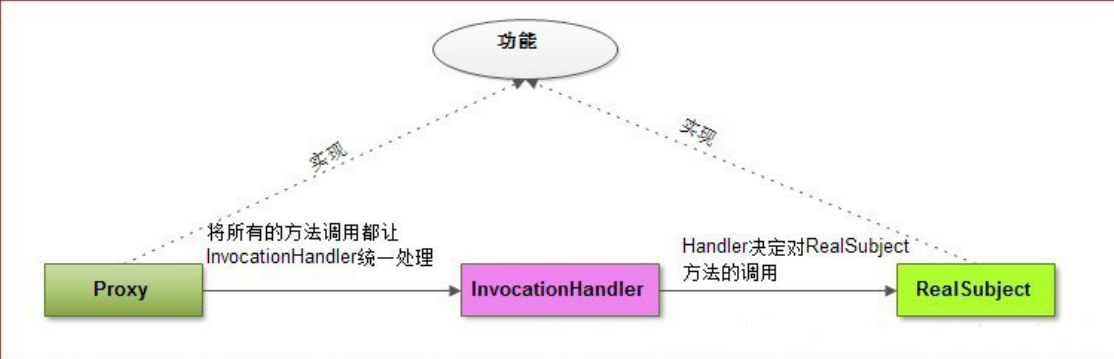 功能
实现
实现
将所有的方法调用都让
InvocationHandler统一处理
Handler决定对RealSubject
方法的调用
Proxy
InvocationHandler
RealSubject